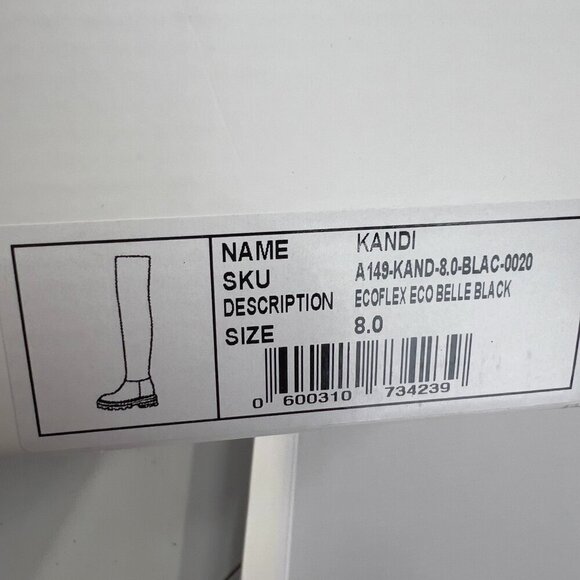 NAME KANDI
SKU A149-KAND-8.0-BLAC-0020
DESCRIPTION ECOFLEX ECO BELLE BLACK
SIZE 8.0
0 600310 734239